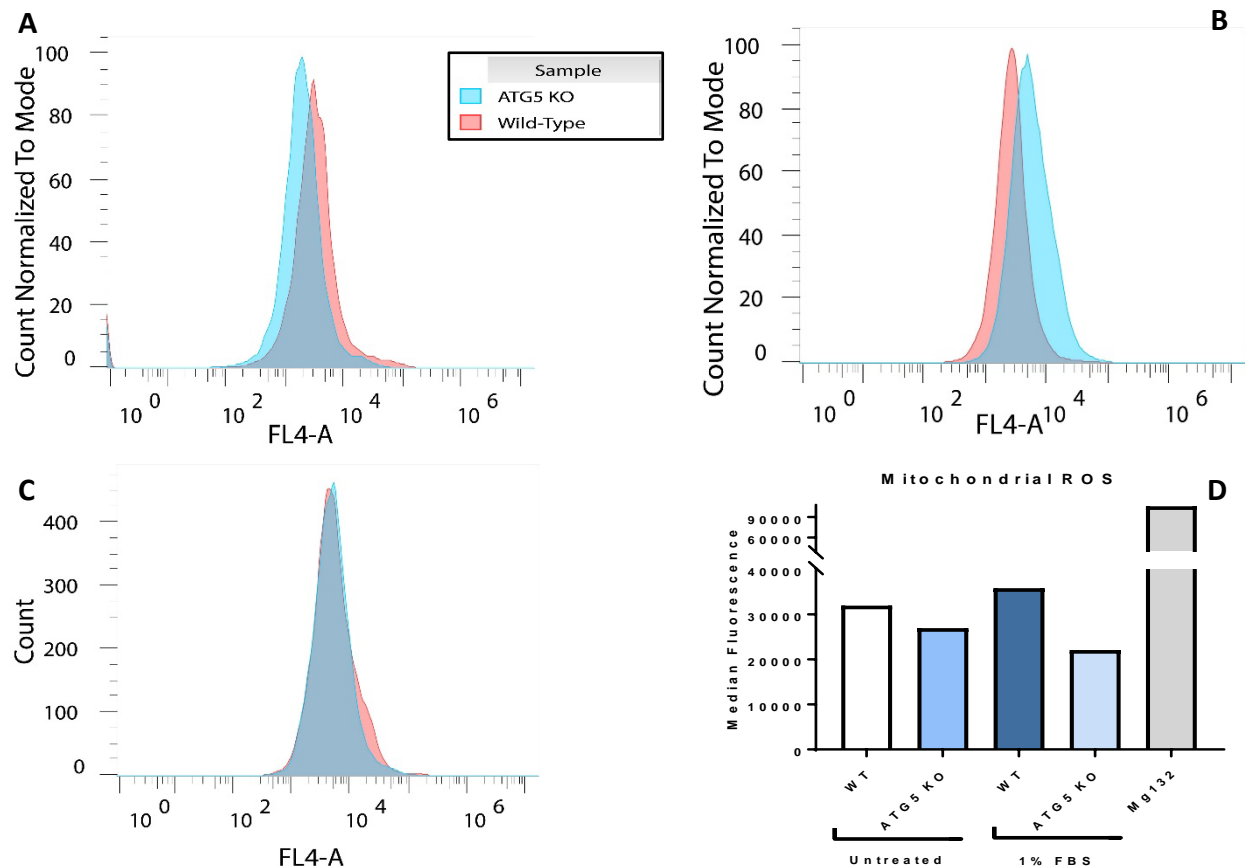 A
Count Normalized To Mode
100
80
60
40
20
0
10 0
10 2
10 4
10 6
FL4-A
Sample
ATG5 KO
Wild-Type
B
Count Normalized To Mode
100
80
60
40
20
0
10 0
10 2
10 4
10 6
FL4-A
C
Count
400
300
200
100
0
10 0
10 2
10 4
10 6
FL4-A
D
Mitochondrial ROS
Median Fluorescence
90000
60000
40000
30000
20000
10000
0
WT
ATG5 KO
WT
ATG5 KO
Mg132
Untreated
1% FBS